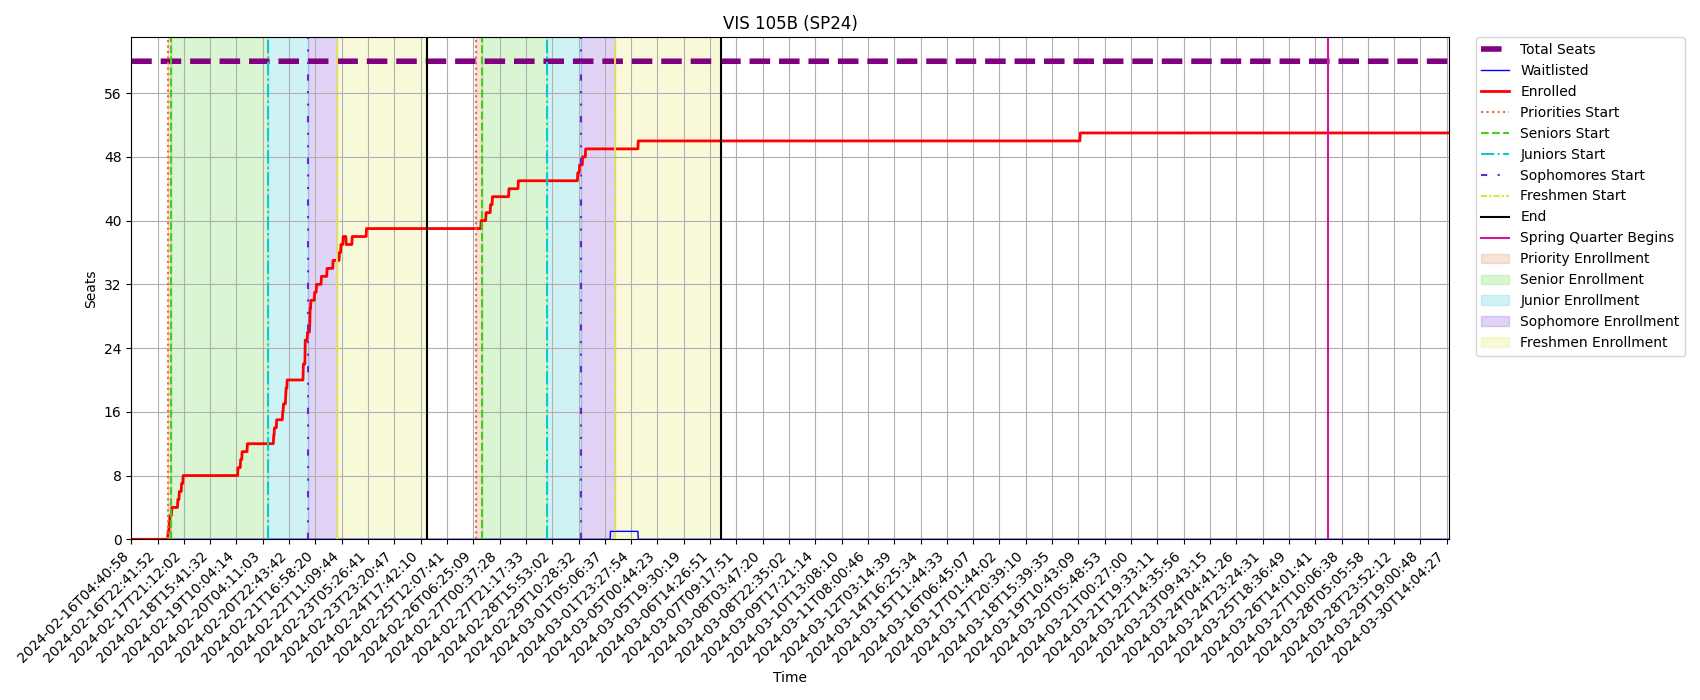 VIS 105B (SP24)
Seats
56
48
40
32
24
16
8
0
2024-02-16T04:40:58
2024-02-16T22:41:52
2024-02-17T21:12:02
2024-02-18T15:41:32
2024-02-19T10:04:14
2024-02-20T04:11:03
2024-02-20T22:43:42
2024-02-21T16:58:20
2024-02-22T11:09:44
2024-02-23T05:26:41
2024-02-23T23:20:47
2024-02-24T17:42:10
2024-02-25T12:07:41
2024-02-26T06:25:09
2024-02-27T00:37:28
2024-02-27T21:17:33
2024-02-28T15:53:02
2024-02-29T10:28:32
2024-03-01T05:06:37
2024-03-01T23:27:54
2024-03-05T00:44:23
2024-03-05T19:30:19
2024-03-06T14:26:51
2024-03-07T09:17:51
2024-03-08T03:47:20
2024-03-08T22:35:02
2024-03-09T17:21:14
2024-03-10T13:08:10
2024-03-11T08:00:46
2024-03-12T03:14:39
2024-03-14T16:25:34
2024-03-15T11:44:33
2024-03-16T06:45:07
2024-03-17T01:44:02
2024-03-17T20:39:10
2024-03-18T15:39:35
2024-03-19T10:43:09
2024-03-20T05:48:53
2024-03-21T00:27:00
2024-03-21T19:33:11
2024-03-22T14:35:56
2024-03-23T09:43:15
2024-03-24T04:41:26
2024-03-24T23:24:31
2024-03-25T18:36:49
2024-03-26T14:01:41
2024-03-27T10:06:38
2024-03-28T05:05:58
2024-03-28T23:52:12
2024-03-29T19:00:48
2024-03-30T14:04:27
Time
Total Seats
Waitlisted
Enrolled
Priorities Start
Seniors Start
Juniors Start
Sophomores Start
Freshmen Start
End
Spring Quarter Begins
Priority Enrollment
Senior Enrollment
Junior Enrollment
Sophomore Enrollment
Freshmen Enrollment